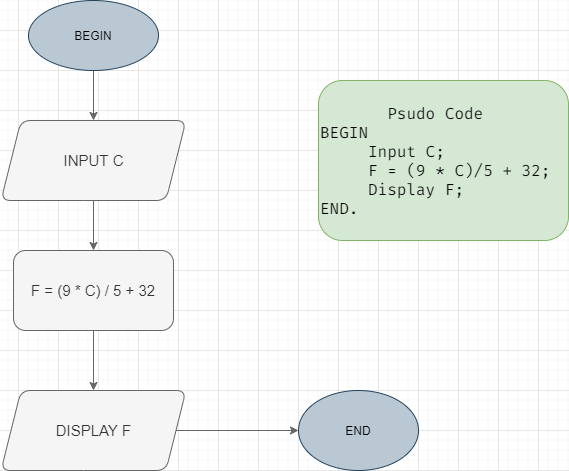 BEGIN
INPUT C
F = (9 * C) / 5 + 32
DISPLAY F
END
Psudo Code
BEGIN
Input C;
F = (9 * C)/5 + 32;
Display F;
END.